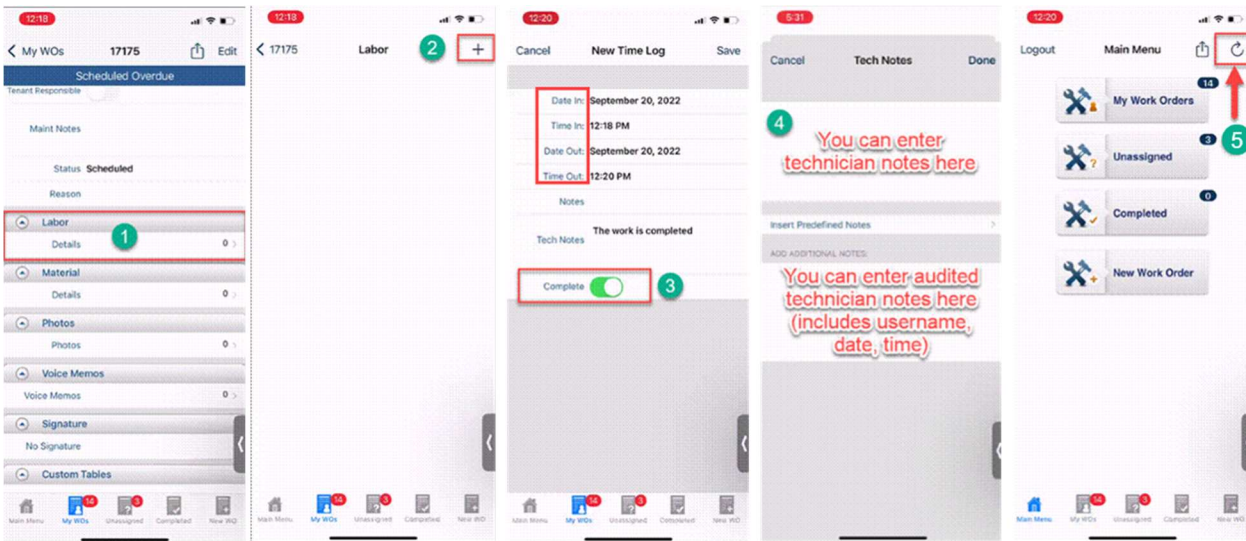 12:18
My WOs 17175 Edit
Scheduled Overdue
Tenant Responsible
Maint Notes
Status Scheduled
Reason
Labor
Details 0
1
Material
Details 0
Photos
Photos 0
Voice Memos
Voice Memos 0
Signature
No Signature
Custom Tables
14 3
Main Menu My WOs Unassigned Completed New WO
12:18
17175 Labor 2 +
14 3
Main Menu My WOs Unassigned Completed New WO
12:20
Cancel New Time Log Save
Date In: September 20, 2022
Time In: 12:18 PM
Date Out: September 20, 2022
Time Out: 12:20 PM
Notes
Tech Notes The work is completed
Complete 3
14 3
Main Menu My WOs Unassigned Completed New WO
5:31
Cancel Tech Notes Done
4
You can enter
technician notes here
Insert Predefined Notes
ADD ADDITIONAL NOTES:
You can enter audited
technician notes here
(includes username,
date, time)
12:20
Logout Main Menu
14
My Work Orders
3
Unassigned
5
0
Completed
New Work Order
14 3
Main Menu My WOs Unassigned Completed New WO